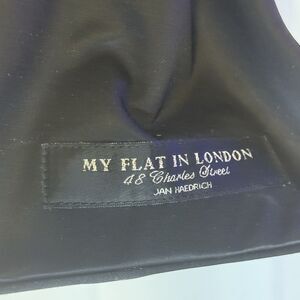 MY FLAT IN LONDON
48 Charles Street
JAN HAEDRICH